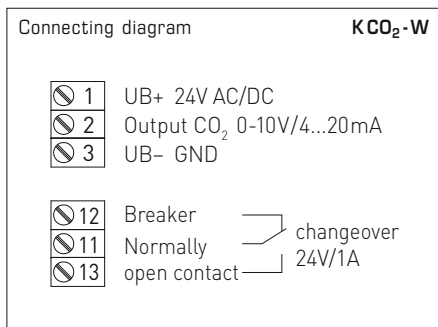 Connecting diagram KCO₂-W
1 UB+ 24V AC/DC
2 Output CO₂ 0-10V/4...20mA
3 UB– GND
12 Breaker
11 Normally
13 open contact
changeover
24V/1A